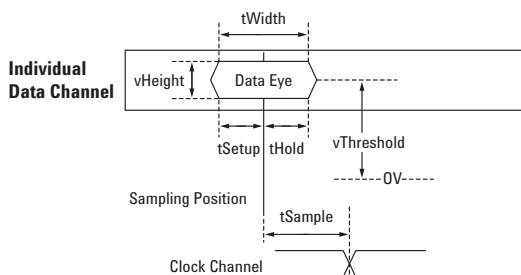 tWidth
Individual
Data Channel
vHeight
Data Eye
tSetup
tHold
vThreshold
0V
Sampling Position
tSample
Clock Channel